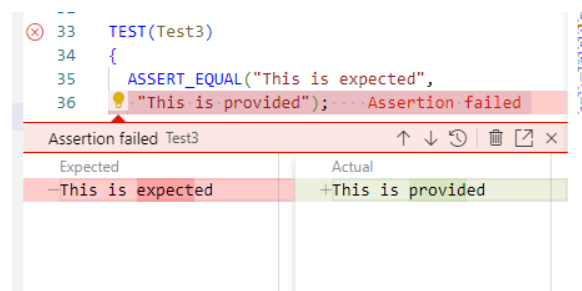 33 TEST(Test3)
34 {
35 ASSERT_EQUAL("This is expected",
36 ·"This·is·provided");····Assertion·failed
Assertion failed Test3
Expected Actual
—This is expected +This is provided